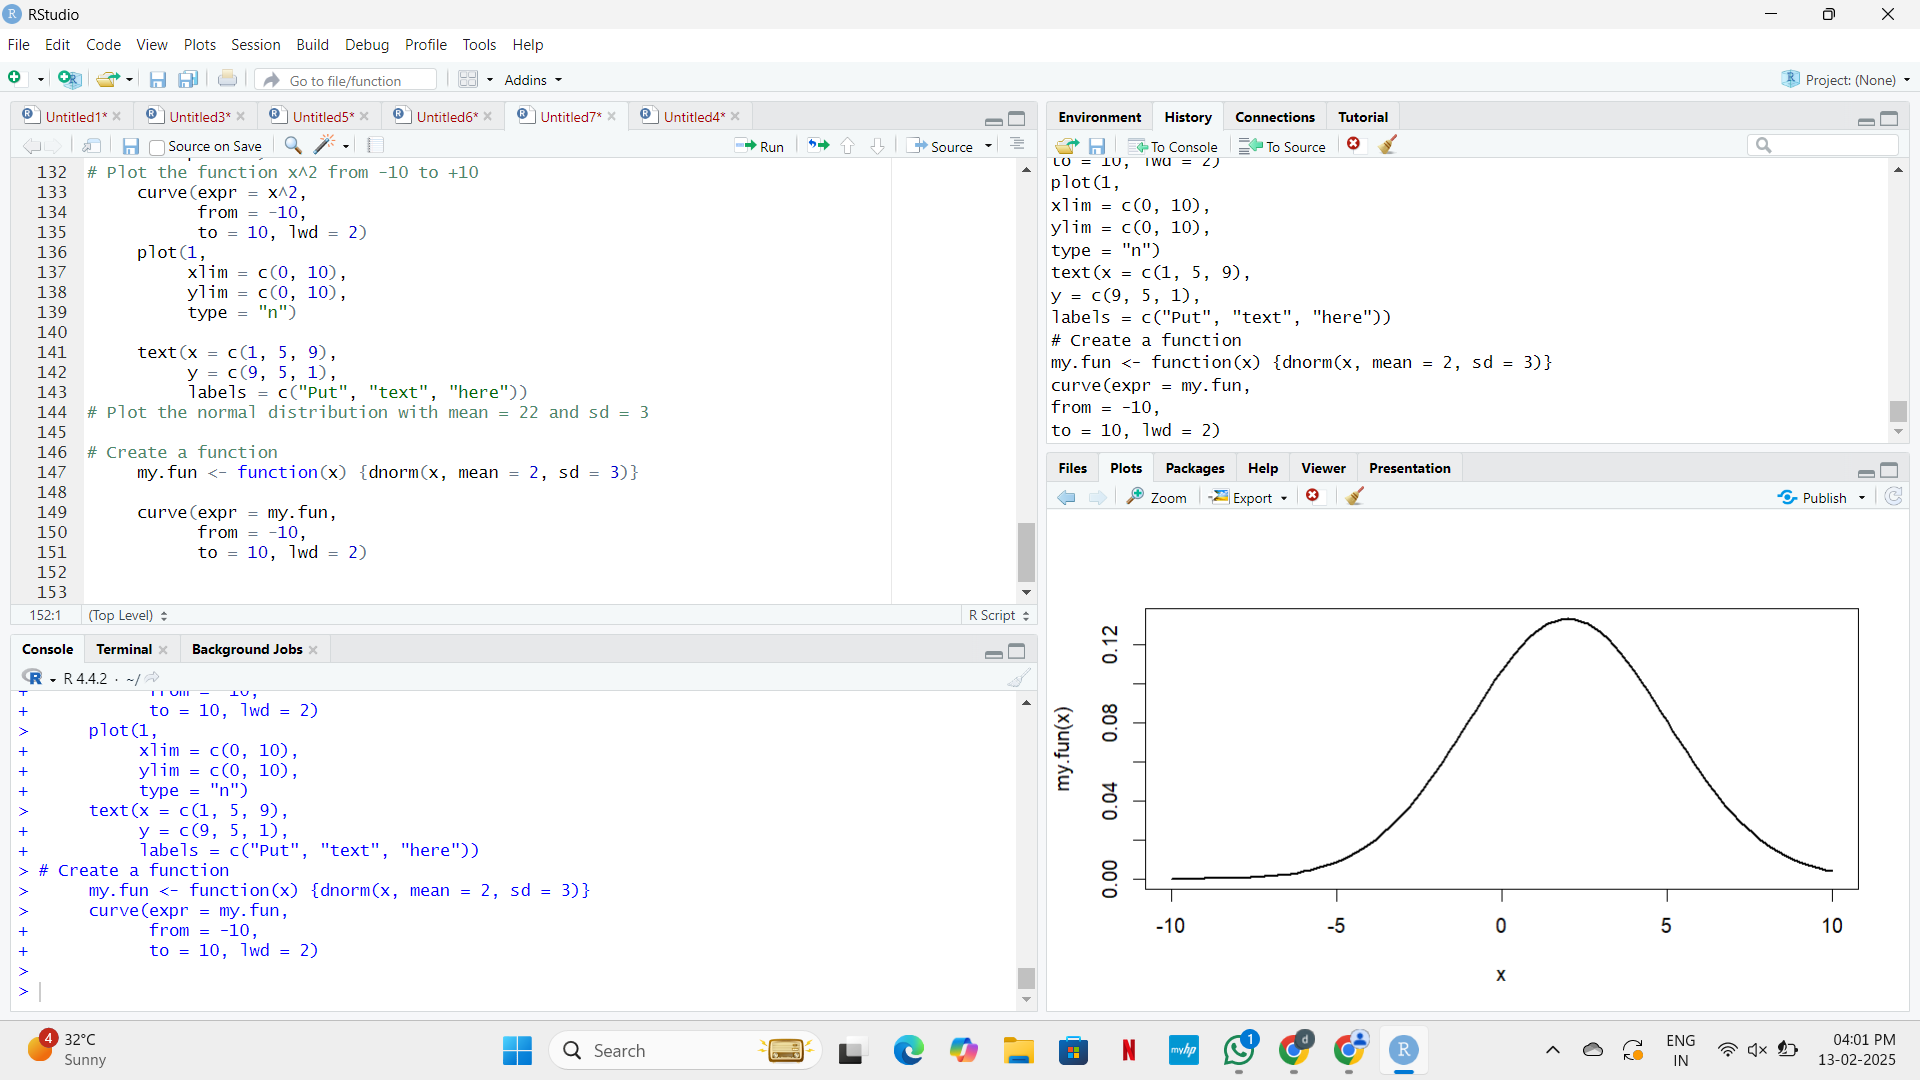 RStudio
File Edit Code View Plots Session Build Debug Profile Tools Help
Go to file/function Addins Project: (None)
Untitled1* Untitled3* Untitled5* Untitled6* Untitled7* Untitled4*
Source on Save Run Source
132 # Plot the function x^2 from -10 to +10
133 curve(expr = x^2,
134 from = -10,
135 to = 10, lwd = 2)
136 plot(1,
137 xlim = c(0, 10),
138 ylim = c(0, 10),
139 type = "n")
140
141 text(x = c(1, 5, 9),
142 y = c(9, 5, 1),
143 labels = c("Put", "text", "here"))
144 # Plot the normal distribution with mean = 22 and sd = 3
145
146 # Create a function
147 my.fun <- function(x) {dnorm(x, mean = 2, sd = 3)}
148
149 curve(expr = my.fun,
150 from = -10,
151 to = 10, lwd = 2)
152
153
152:1 (Top Level) R Script
Console Terminal Background Jobs
R R 4.4.2 · ~/
+ from = -10,
+ to = 10, lwd = 2)
> plot(1,
+ xlim = c(0, 10),
+ ylim = c(0, 10),
+ type = "n")
> text(x = c(1, 5, 9),
+ y = c(9, 5, 1),
+ labels = c("Put", "text", "here"))
> # Create a function
> my.fun <- function(x) {dnorm(x, mean = 2, sd = 3)}
> curve(expr = my.fun,
+ from = -10,
+ to = 10, lwd = 2)
>
>
Environment History Connections Tutorial
To Console To Source
to = 10, lwd = 2)
plot(1,
xlim = c(0, 10),
ylim = c(0, 10),
type = "n")
text(x = c(1, 5, 9),
y = c(9, 5, 1),
labels = c("Put", "text", "here"))
# Create a function
my.fun <- function(x) {dnorm(x, mean = 2, sd = 3)}
curve(expr = my.fun,
from = -10,
to = 10, lwd = 2)
Files Plots Packages Help Viewer Presentation
Zoom Export Publish
my.fun(x)
0.12
0.08
0.04
0.00
-10 -5 0 5 10
x
4 32°C
Sunny
Search
N myhp 1 d R
ENG
IN
04:01 PM
13-02-2025